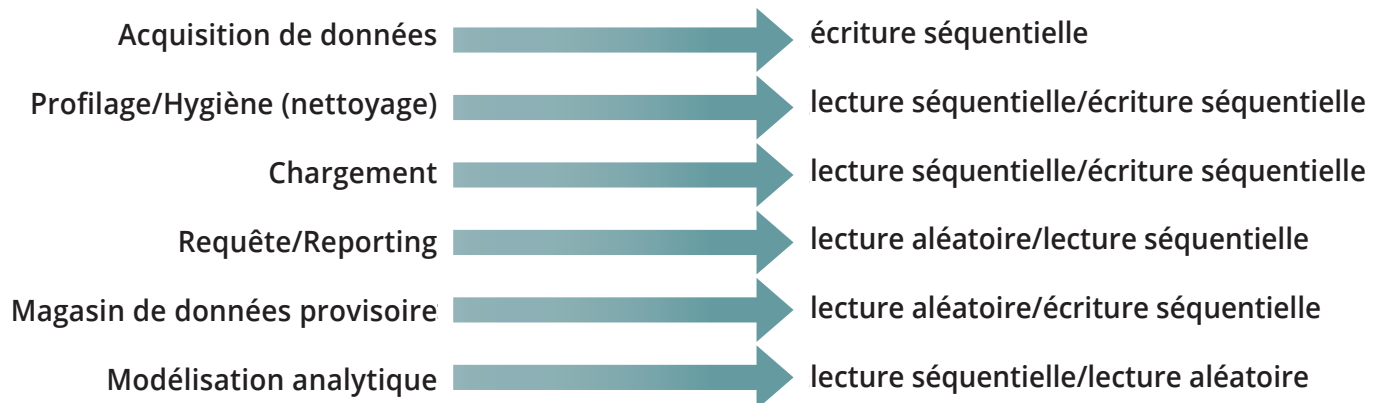 Acquisition de données écriture séquentielle
Profilage/Hygiène (nettoyage) lecture séquentielle/écriture séquentielle
Chargement lecture séquentielle/écriture séquentielle
Requête/Reporting lecture aléatoire/lecture séquentielle
Magasin de données provisoire lecture aléatoire/écriture séquentielle
Modélisation analytique lecture séquentielle/lecture aléatoire